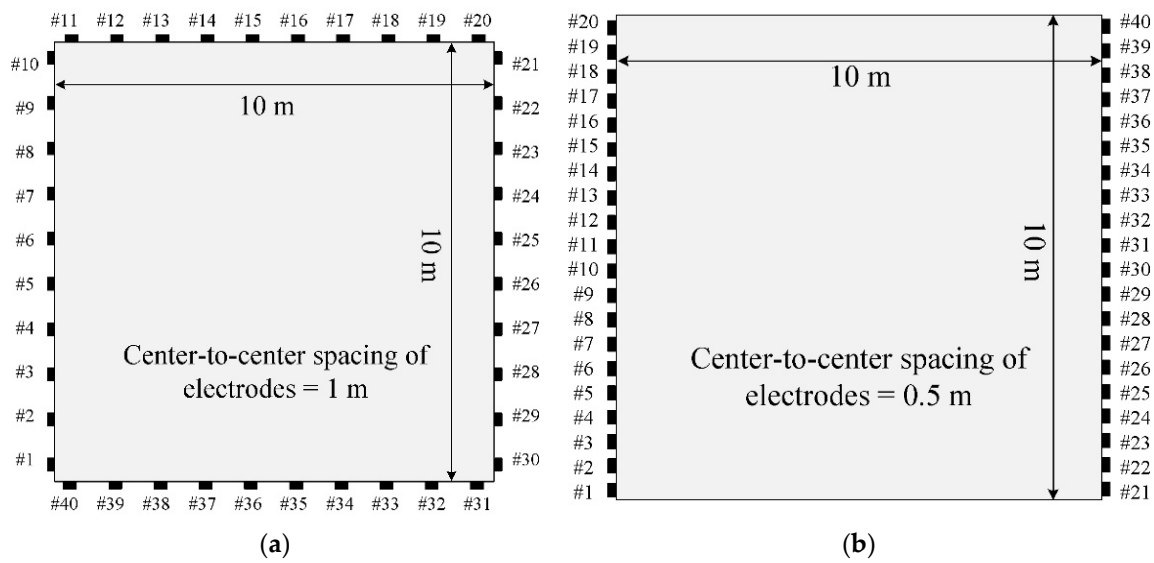 #11 #12 #13 #14 #15 #16 #17 #18 #19 #20
#10 #21
10 m
#9 #22
#8 #23
#7 #24
#6 #25
10 m
#5 #26
#4 #27
Center-to-center spacing of
electrodes = 1 m
#3 #28
#2 #29
#1 #30
#40 #39 #38 #37 #36 #35 #34 #33 #32 #31
(a)
#20 #40
#19 #39
#18 #38
10 m
#17 #37
#16 #36
#15 #35
#14 #34
#13 #33
#12 #32
#11 #31
10 m
#10 #30
#9 #29
#8 #28
#7 #27
Center-to-center spacing of
electrodes = 0.5 m
#6 #26
#5 #25
#4 #24
#3 #23
#2 #22
#1 #21
(b)